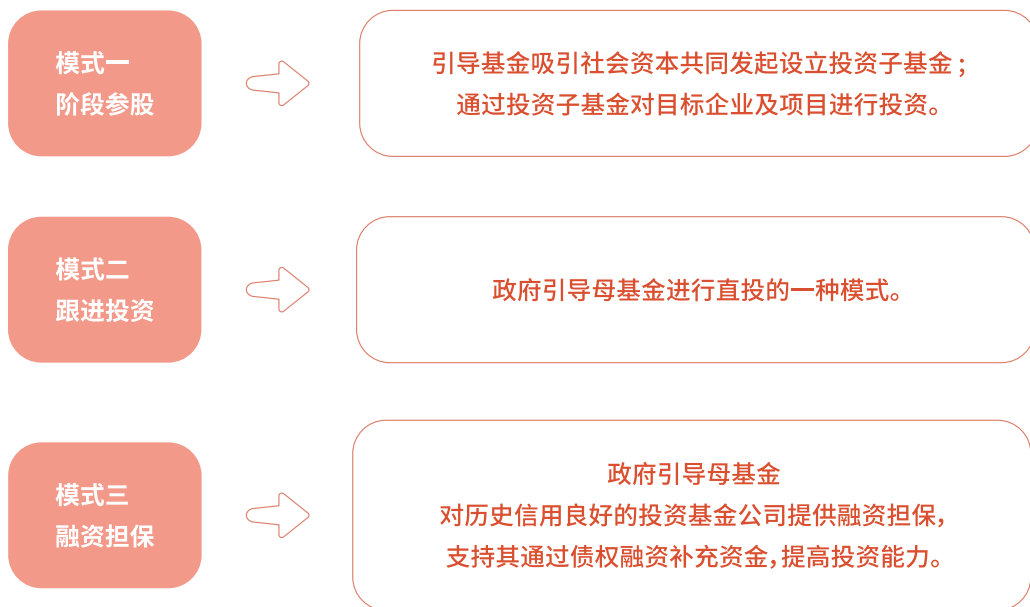 模式一
阶段参股
引导基金吸引社会资本共同发起设立投资子基金；
通过投资子基金对目标企业及项目进行投资。
模式二
跟进投资
政府引导母基金进行直投的一种模式。
模式三
融资担保
政府引导母基金
对历史信用良好的投资基金公司提供融资担保，
支持其通过债权融资补充资金，提高投资能力。